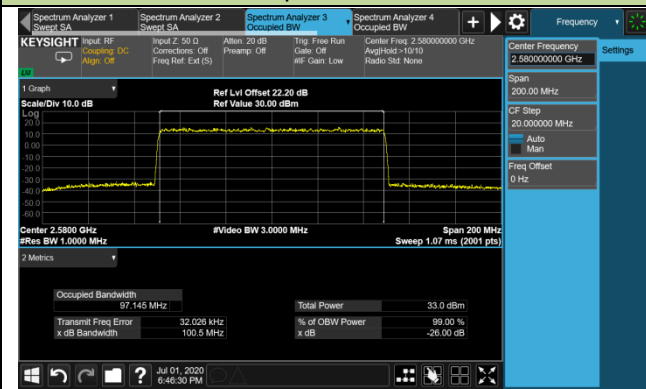 Spectrum Analyzer 1
Swept SA
Spectrum Analyzer 2
Swept SA
Spectrum Analyzer 3
Occupied BW
Spectrum Analyzer 4
Occupied BW
Frequency
KEYSIGHT
Input: RF
Coupling: DC
Align: Off
Input Z: 50 Ω
Corrections: Off
Freq Ref: Ext (S)
Atten: 20 dB
Preamp: Off
Trig: Free Run
Gate: Off
#IF Gain: Low
Center Freq: 2.580000000 GHz
Avg|Hold:>10/10
Radio Std: None
LXI
Center Frequency
2.580000000 GHz
Settings
Span
200.00 MHz
CF Step
20.000000 MHz
Auto
Man
Freq Offset
0 Hz
1 Graph
Scale/Div 10.0 dB
Ref Lvl Offset 22.20 dB
Ref Value 30.00 dBm
Log
20.0
10.0
0.00
-10.0
-20.0
-30.0
-40.0
-50.0
-60.0
Center 2.5800 GHz
#Res BW 1.0000 MHz
#Video BW 3.0000 MHz
Span 200 MHz
Sweep 1.07 ms (2001 pts)
2 Metrics
Occupied Bandwidth
97.145 MHz
Total Power 33.0 dBm
Transmit Freq Error 32.026 kHz
% of OBW Power 99.00 %
x dB Bandwidth 100.5 MHz
x dB -26.00 dB
?
Jul 01, 2020
6:46:30 PM